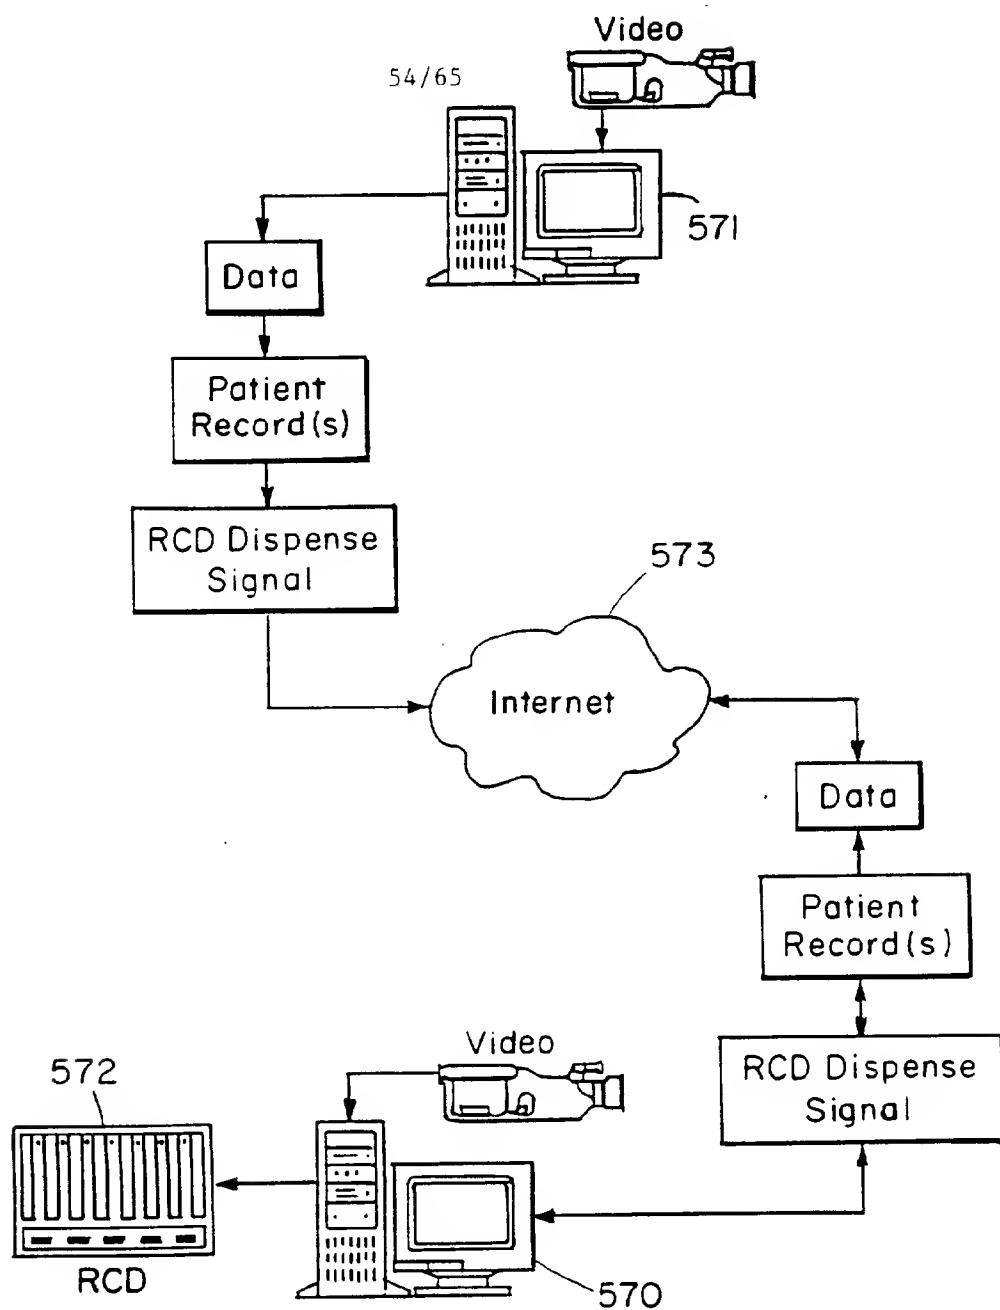 Video
54/65
571
Data
Patient
Record(s)
RCD Dispense
Signal
573
Internet
Data
Patient
Record(s)
Video
572
RCD Dispense
Signal
RCD
570